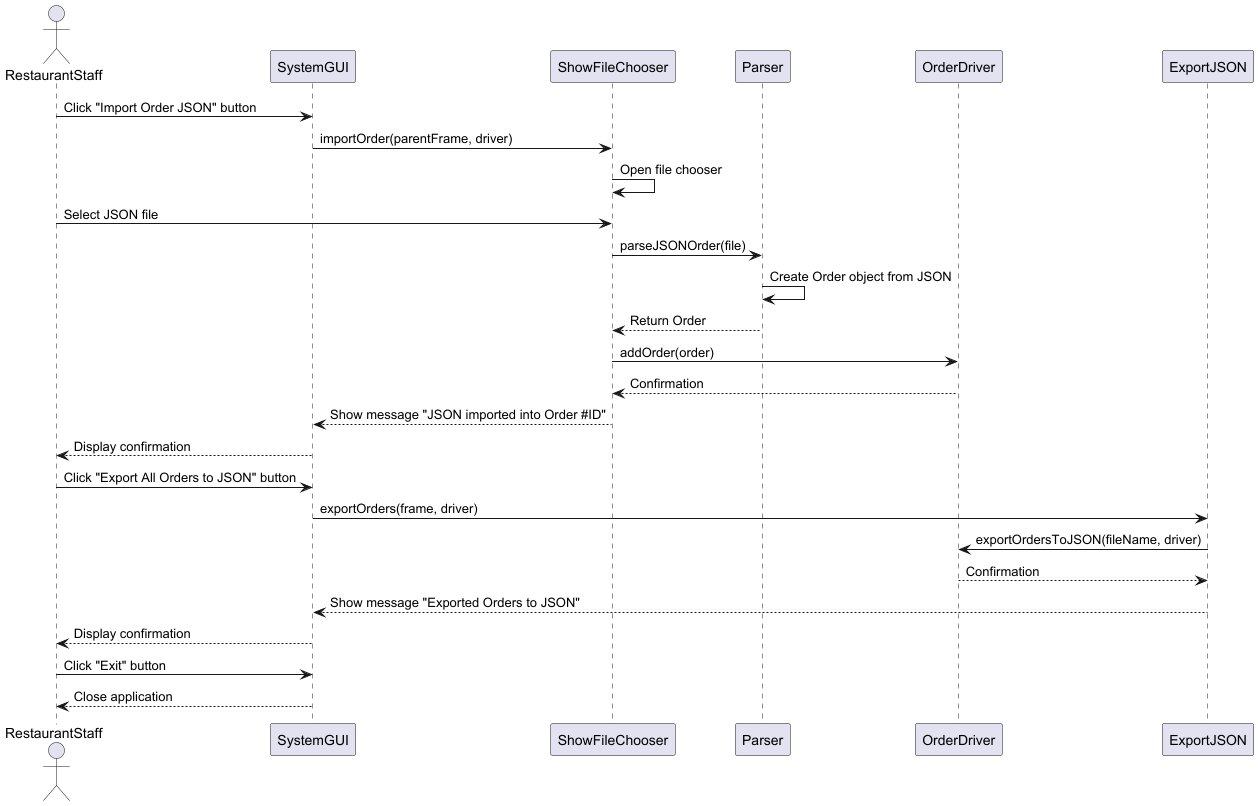 RestaurantStaff
SystemGUI
ShowFileChooser
Parser
OrderDriver
ExportJSON
Click "Import Order JSON" button
importOrder(parentFrame, driver)
Open file chooser
Select JSON file
parseJSONOrder(file)
Create Order object from JSON
Return Order
addOrder(order)
Confirmation
Show message "JSON imported into Order #ID"
Display confirmation
Click "Export All Orders to JSON" button
exportOrders(frame, driver)
exportOrdersToJSON(fileName, driver)
Confirmation
Show message "Exported Orders to JSON"
Display confirmation
Click "Exit" button
Close application
RestaurantStaff
SystemGUI
ShowFileChooser
Parser
OrderDriver
ExportJSON